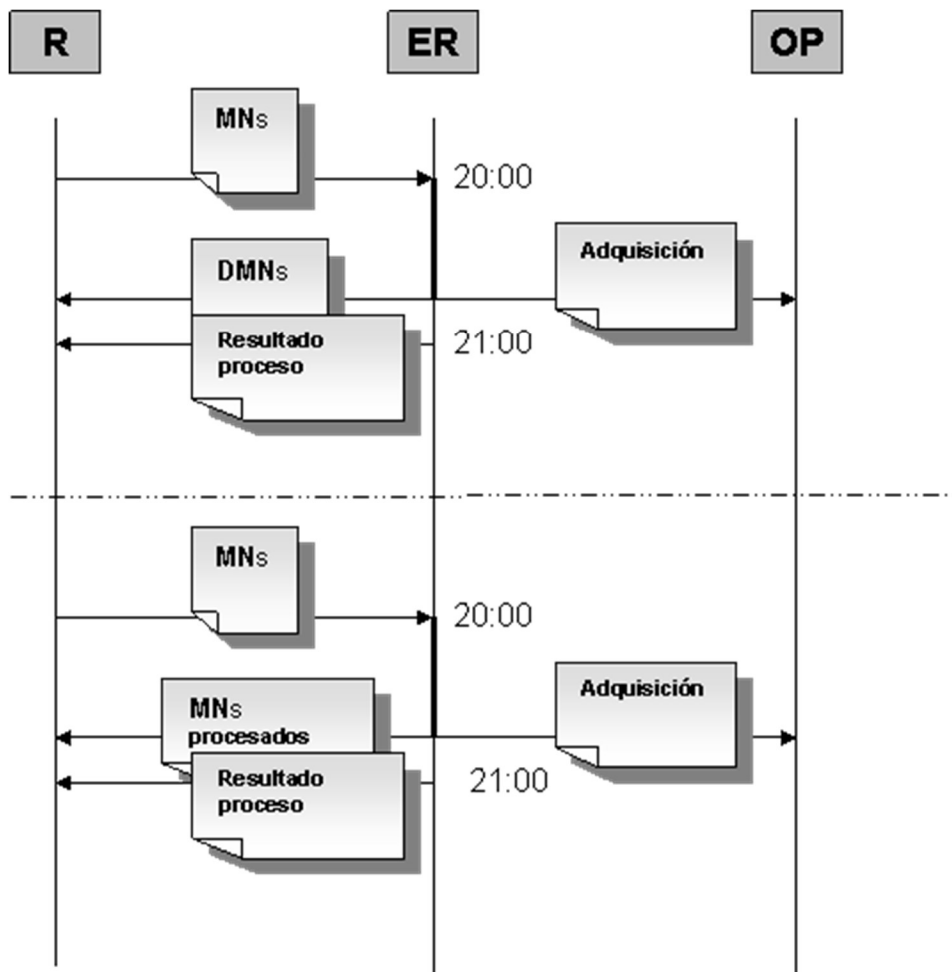 R
ER
OP
MNs
20:00
Adquisición
DMNs
Resultado
proceso
21:00
MNs
20:00
Adquisición
MNs
procesados
Resultado
proceso
21:00